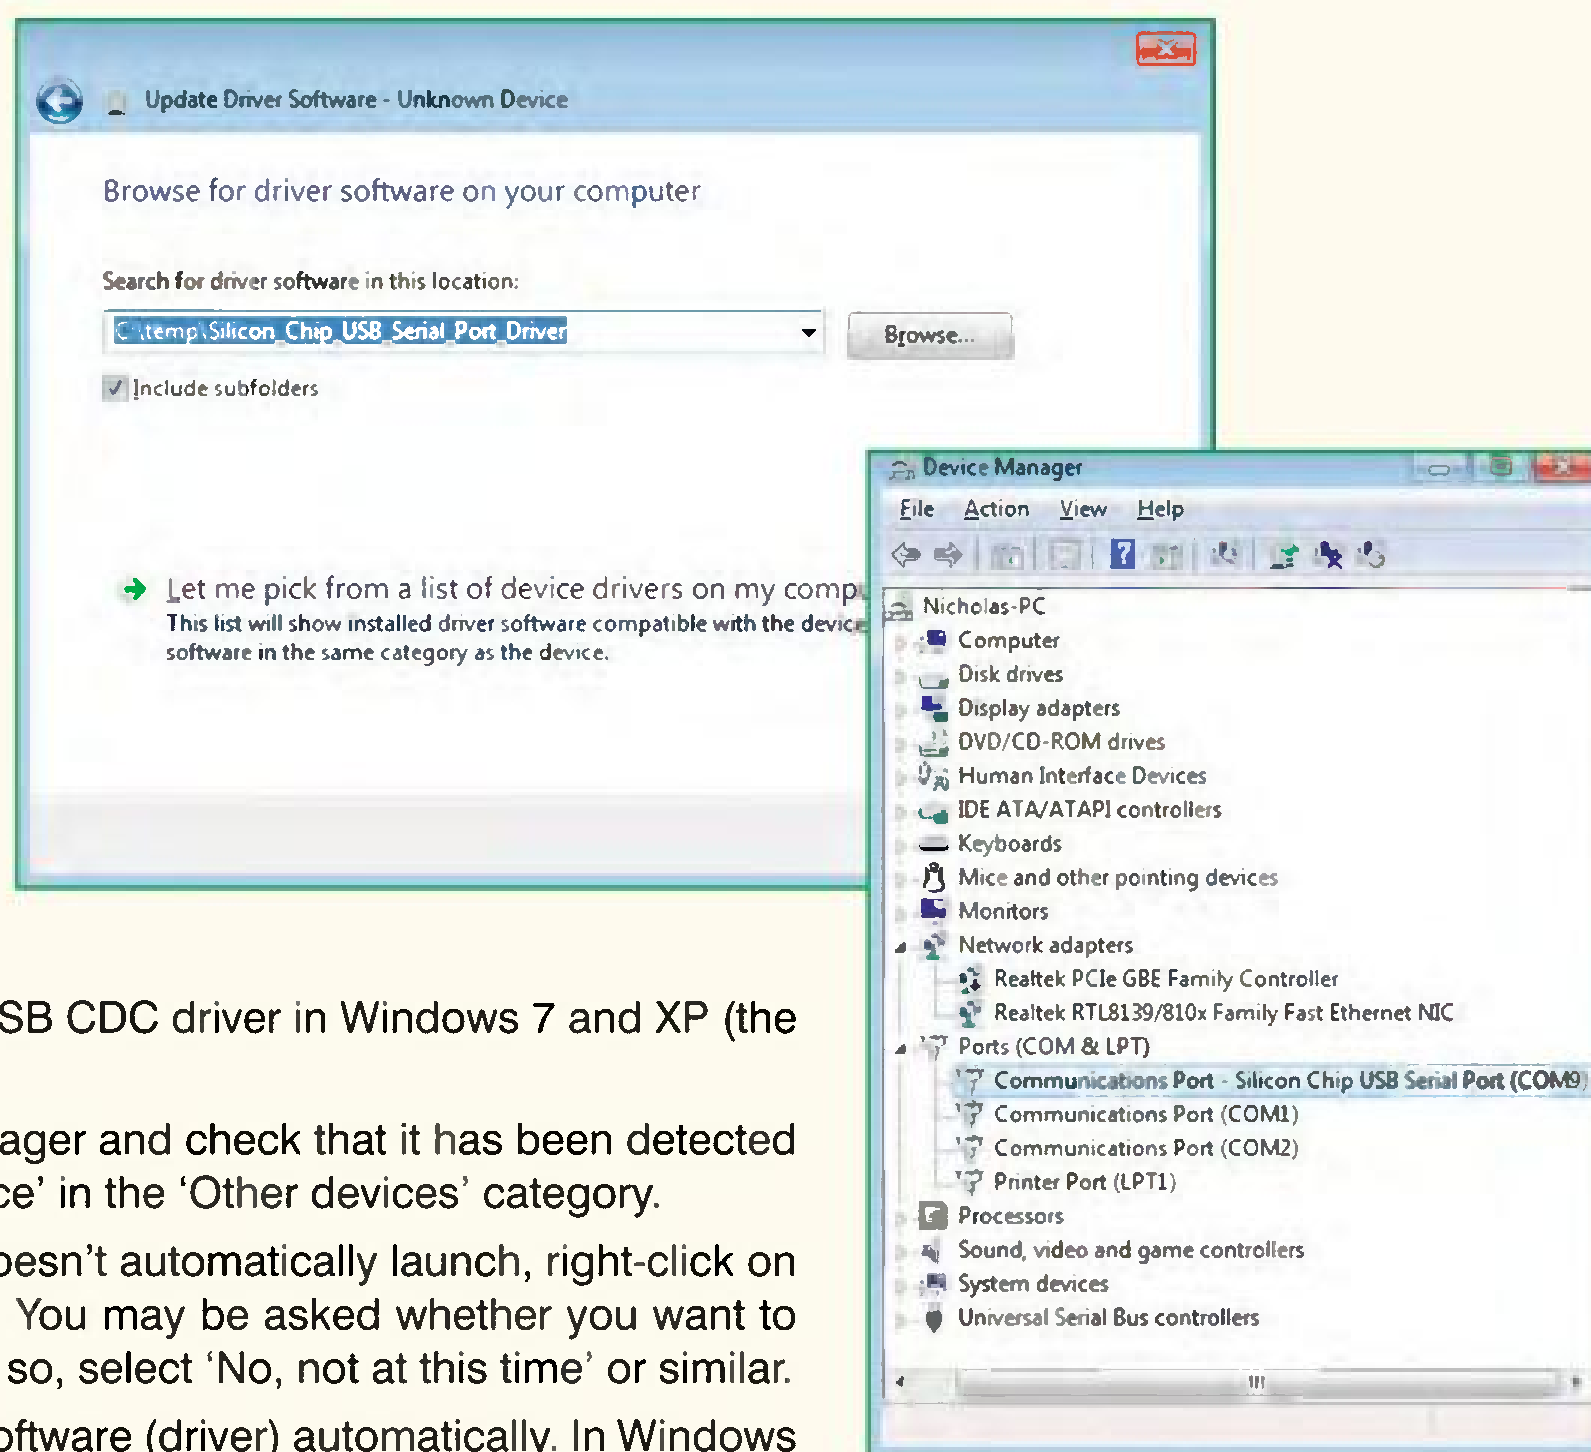 Update Driver Software - Unknown Device
Browse for driver software on your computer
Search for driver software in this location:
C:\temp\Silicon_Chip_USB_Serial_Port_Driver
Browse...
Include subfolders
Let me pick from a list of device drivers on my comp
This list will show installed driver software compatible with the device
software in the same category as the device.
Device Manager
File Action View Help
Nicholas-PC
Computer
Disk drives
Display adapters
DVD/CD-ROM drives
Human Interface Devices
IDE ATA/ATAPI controllers
Keyboards
Mice and other pointing devices
Monitors
Network adapters
Realtek PCIe GBE Family Controller
Realtek RTL8139/810x Family Fast Ethernet NIC
Ports (COM & LPT)
Communications Port - Silicon Chip USB Serial Port (COM9)
Communications Port (COM1)
Communications Port (COM2)
Printer Port (LPT1)
Processors
Sound, video and game controllers
System devices
Universal Serial Bus controllers
SB CDC driver in Windows 7 and XP (the
ager and check that it has been detected
ce’ in the ‘Other devices’ category.
oesn’t automatically launch, right-click on
You may be asked whether you want to
so, select ‘No, not at this time’ or similar.
oftware (driver) automatically. In Windows